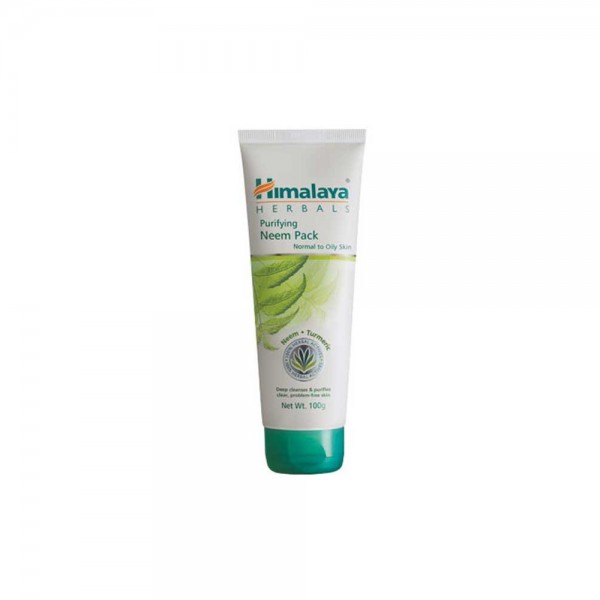 Himalaya®
HERBALS
Purifying
Neem Pack
Normal to Oily Skin
Neem • Turmeric
Deep cleanses & purifies
clear, problem-free skin
Net Wt. 100g